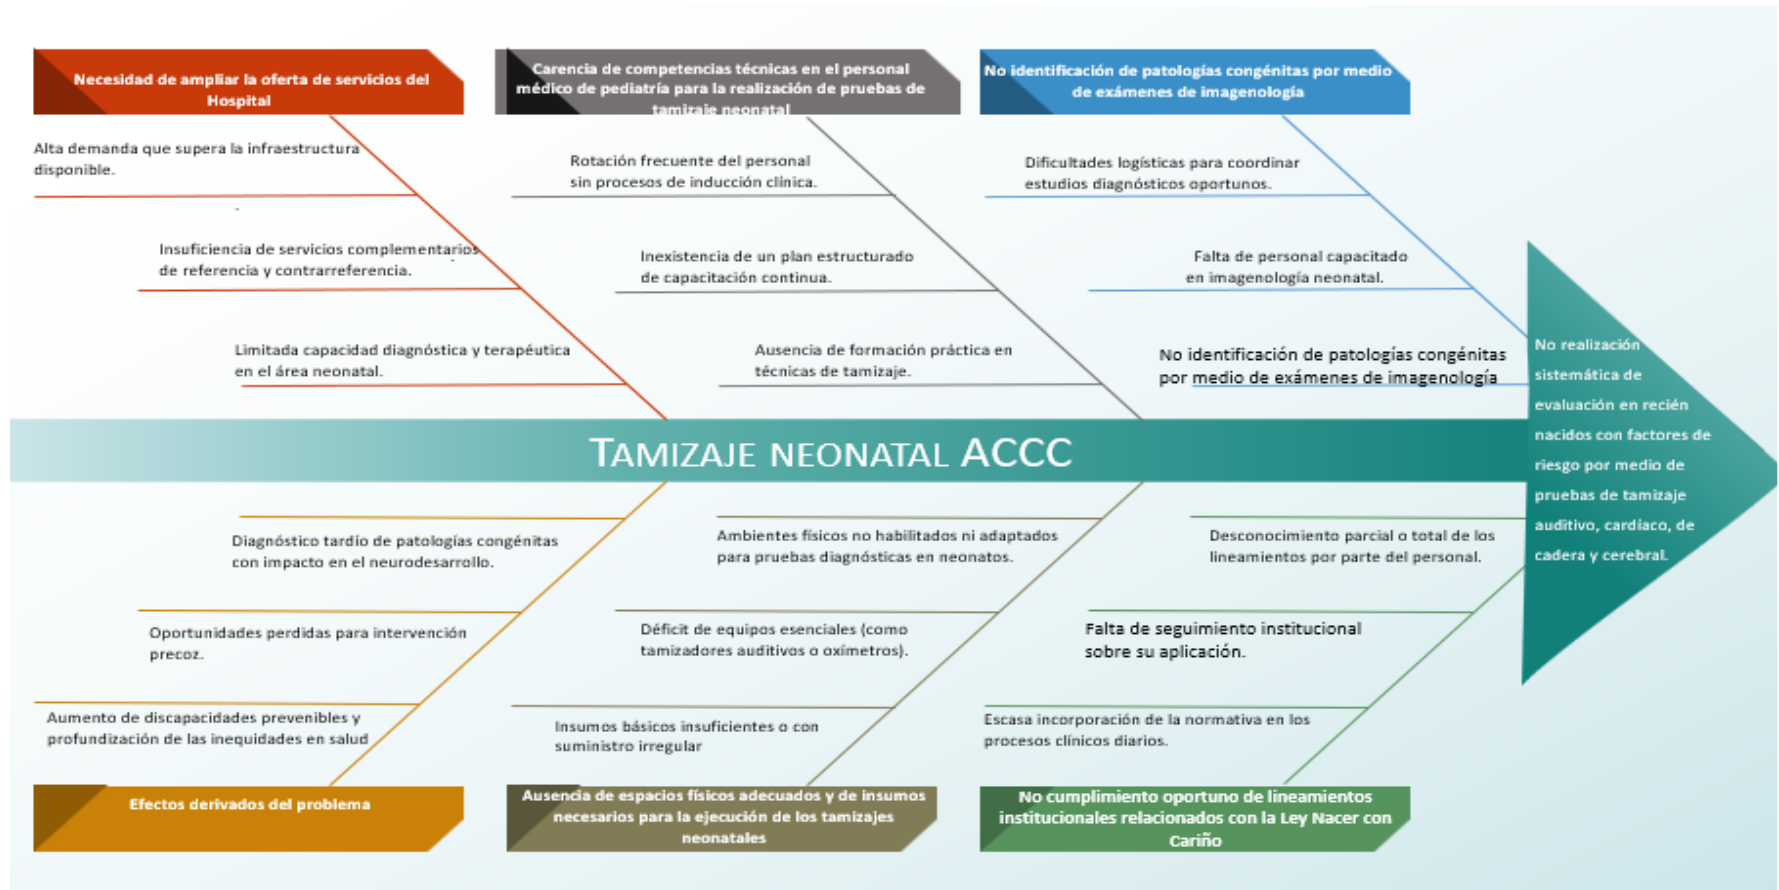 Necesidad de ampliar la oferta de servicios del
Hospital
Carencia de competencias técnicas en el personal
médico de pediatría para la realización de pruebas de
tamizaje neonatal
No identificación de patologías congénitas por medio
de exámenes de imagenología
Alta demanda que supera la infraestructura
disponible.
Insuficiencia de servicios complementarios
de referencia y contrarreferencia.
Limitada capacidad diagnóstica y terapéutica
en el área neonatal.
Rotación frecuente del personal
sin procesos de inducción clínica.
Inexistencia de un plan estructurado
de capacitación continua.
Ausencia de formación práctica en
técnicas de tamizaje.
Dificultades logísticas para coordinar
estudios diagnósticos oportunos.
Falta de personal capacitado
en imagenología neonatal.
No identificación de patologías congénitas
por medio de exámenes de imagenología
TAMIZAJE NEONATAL ACCC
No realización
sistemática de
evaluación en recién
nacidos con factores de
riesgo por medio de
pruebas de tamizaje
auditivo, cardíaco, de
cadera y cerebral.
Diagnóstico tardío de patologías congénitas
con impacto en el neurodesarrollo.
Oportunidades perdidas para intervención
precoz.
Aumento de discapacidades prevenibles y
profundización de las inequidades en salud
Ambientes físicos no habilitados ni adaptados
para pruebas diagnósticas en neonatos.
Déficit de equipos esenciales (como
tamizadores auditivos o oxímetros).
Insumos básicos insuficientes o con
suministro irregular
Desconocimiento parcial o total de los
lineamientos por parte del personal.
Falta de seguimiento institucional
sobre su aplicación.
Escasa incorporación de la normativa en los
procesos clínicos diarios.
Efectos derivados del problema
Ausencia de espacios físicos adecuados y de insumos
necesarios para la ejecución de los tamizajes
neonatales
No cumplimiento oportuno de lineamientos
institucionales relacionados con la Ley Nacer con
Cariño